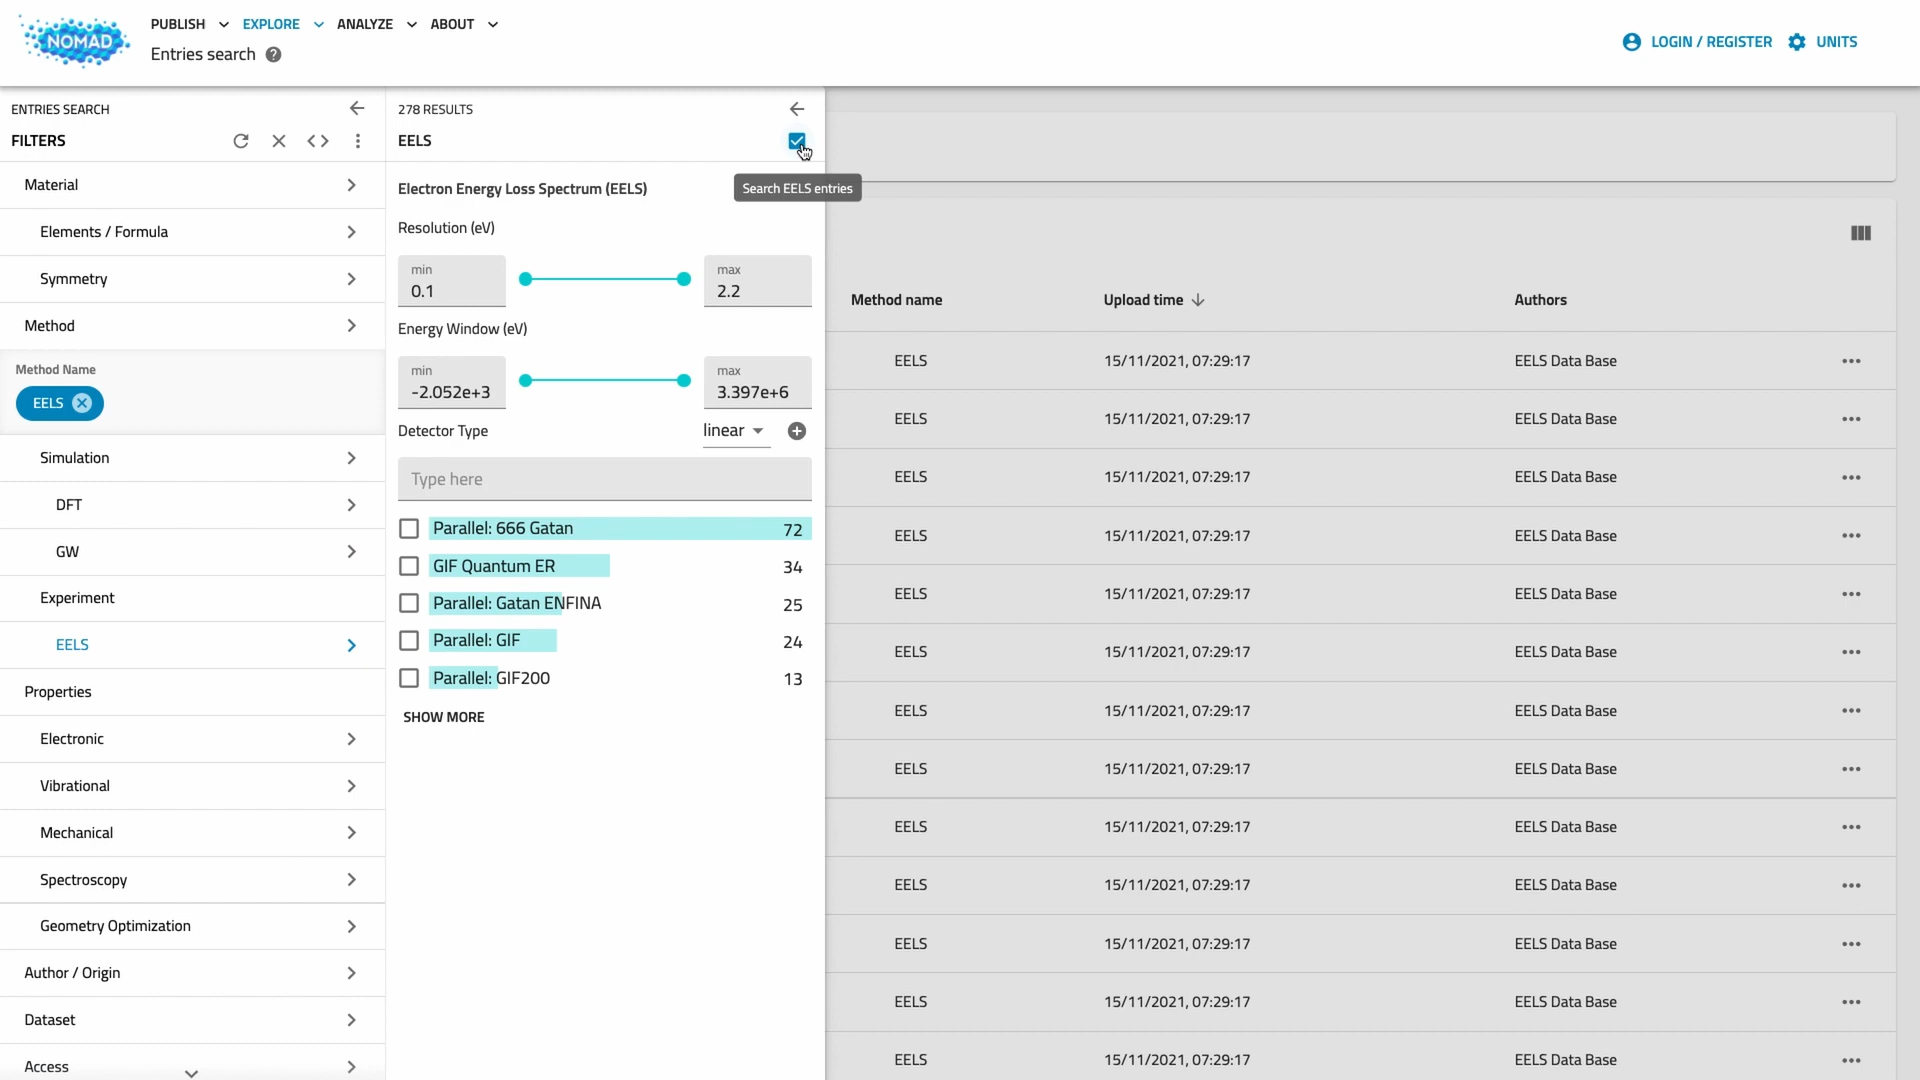 NOMAD
PUBLISH EXPLORE ANALYZE ABOUT
Entries search ?
LOGIN / REGISTER UNITS
ENTRIES SEARCH
FILTERS
Material
Elements / Formula
Symmetry
Method
Method Name
EELS
Simulation
DFT
GW
Experiment
EELS
Properties
Electronic
Vibrational
Mechanical
Spectroscopy
Geometry Optimization
Author / Origin
Dataset
Access
278 RESULTS
EELS
Search EELS entries
Electron Energy Loss Spectrum (EELS)
Resolution (eV)
min
0.1
max
2.2
Energy Window (eV)
min
-2.052e+3
max
3.397e+6
Detector Type linear
Type here
Parallel: 666 Gatan 72
GIF Quantum ER 34
Parallel: Gatan ENFINA 25
Parallel: GIF 24
Parallel: GIF200 13
SHOW MORE
Method name Upload time Authors
EELS 15/11/2021, 07:29:17 EELS Data Base
EELS 15/11/2021, 07:29:17 EELS Data Base
EELS 15/11/2021, 07:29:17 EELS Data Base
EELS 15/11/2021, 07:29:17 EELS Data Base
EELS 15/11/2021, 07:29:17 EELS Data Base
EELS 15/11/2021, 07:29:17 EELS Data Base
EELS 15/11/2021, 07:29:17 EELS Data Base
EELS 15/11/2021, 07:29:17 EELS Data Base
EELS 15/11/2021, 07:29:17 EELS Data Base
EELS 15/11/2021, 07:29:17 EELS Data Base
EELS 15/11/2021, 07:29:17 EELS Data Base
EELS 15/11/2021, 07:29:17 EELS Data Base
EELS 15/11/2021, 07:29:17 EELS Data Base